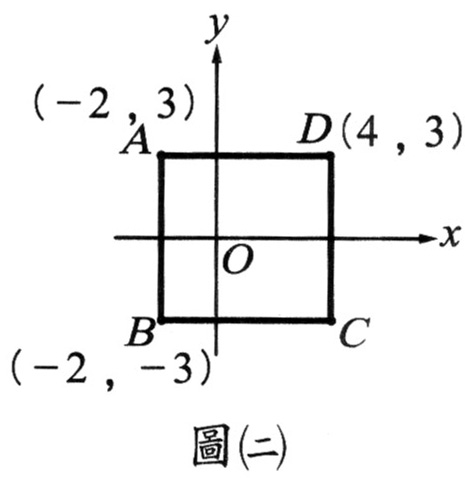 y
(-2 , 3)
A
D(4 , 3)
x
O
B
C
(-2 , -3)
圖(二)